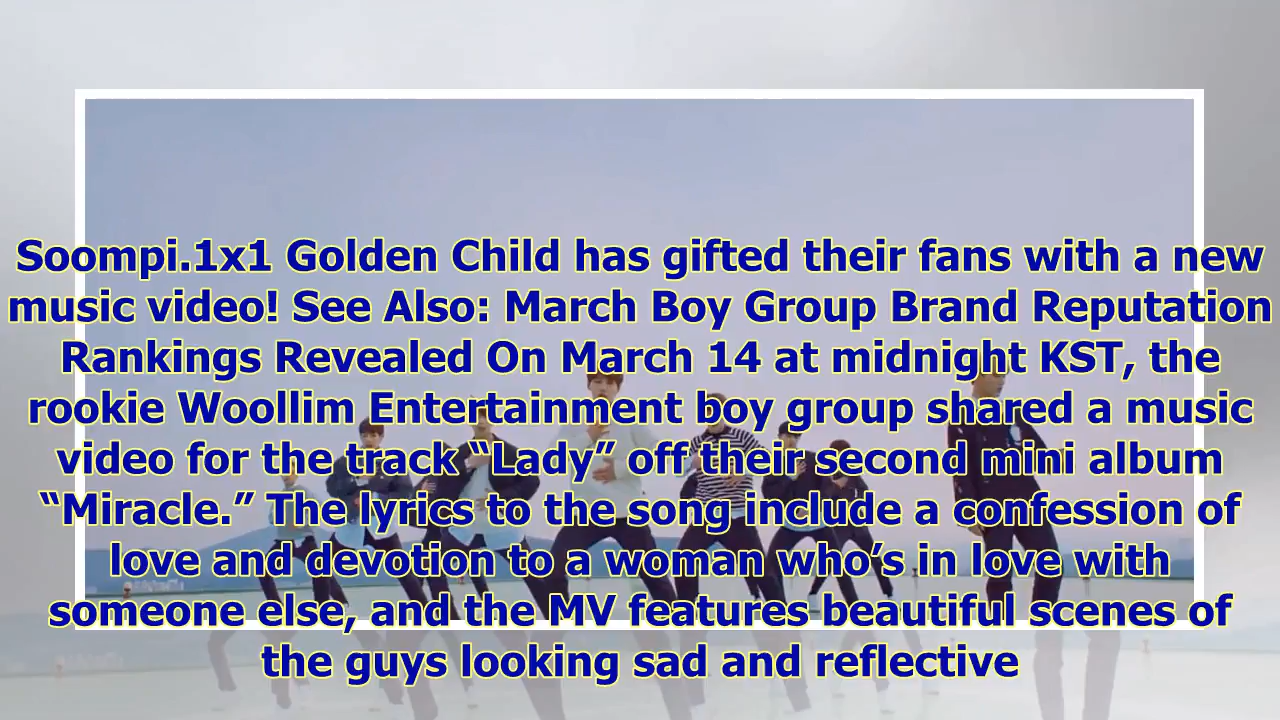 Soompi.1x1 Golden Child has gifted their fans with a new
music video! See Also: March Boy Group Brand Reputation
Rankings Revealed On March 14 at midnight KST, the
rookie Woollim Entertainment boy group shared a music
video for the track “Lady” off their second mini album
“Miracle.” The lyrics to the song include a confession of
love and devotion to a woman who’s in love with
someone else, and the MV features beautiful scenes of
the guys looking sad and reflective